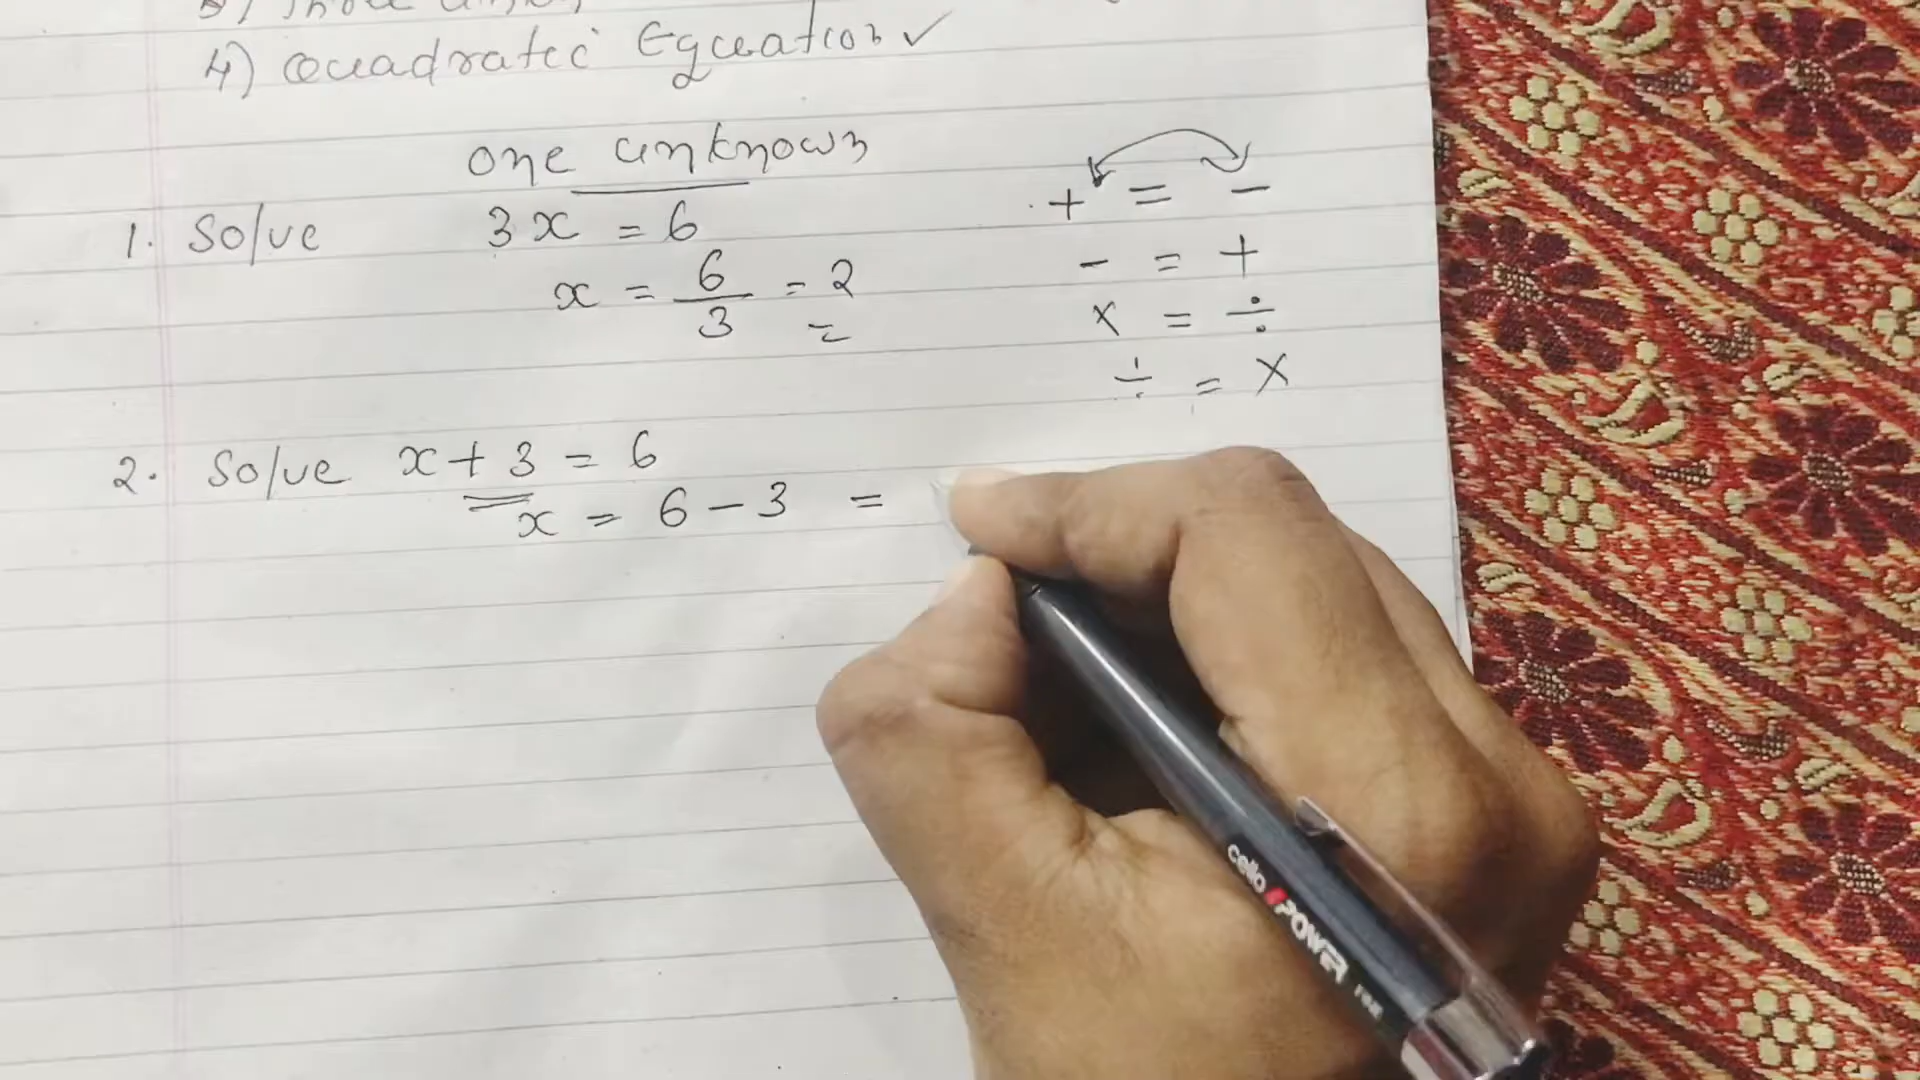 4) Quadratic Equation ✓
one unknown
1. Solve 3x = 6
x = 6/3 = 2
+ = -
- = +
× = ÷
÷ = ×
2. Solve x + 3 = 6
x = 6 - 3 =
cello POWER